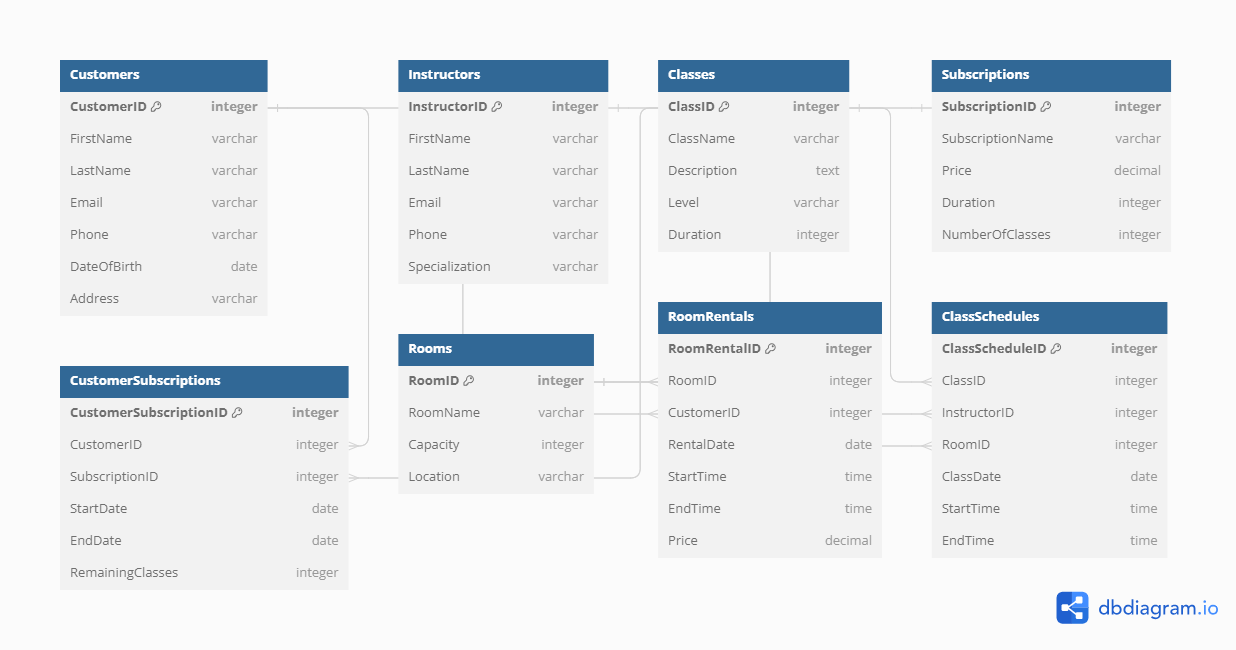 Customers
CustomerID integer
FirstName varchar
LastName varchar
Email varchar
Phone varchar
DateOfBirth date
Address varchar
Instructors
InstructorID integer
FirstName varchar
LastName varchar
Email varchar
Phone varchar
Specialization varchar
Classes
ClassID integer
ClassName varchar
Description text
Level varchar
Duration integer
Subscriptions
SubscriptionID integer
SubscriptionName varchar
Price decimal
Duration integer
NumberOfClasses integer
CustomerSubscriptions
CustomerSubscriptionID integer
CustomerID integer
SubscriptionID integer
StartDate date
EndDate date
RemainingClasses integer
Rooms
RoomID integer
RoomName varchar
Capacity integer
Location varchar
RoomRentals
RoomRentalID integer
RoomID integer
CustomerID integer
RentalDate date
StartTime time
EndTime time
Price decimal
ClassSchedules
ClassScheduleID integer
ClassID integer
InstructorID integer
RoomID integer
ClassDate date
StartTime time
EndTime time
dbdiagram.io